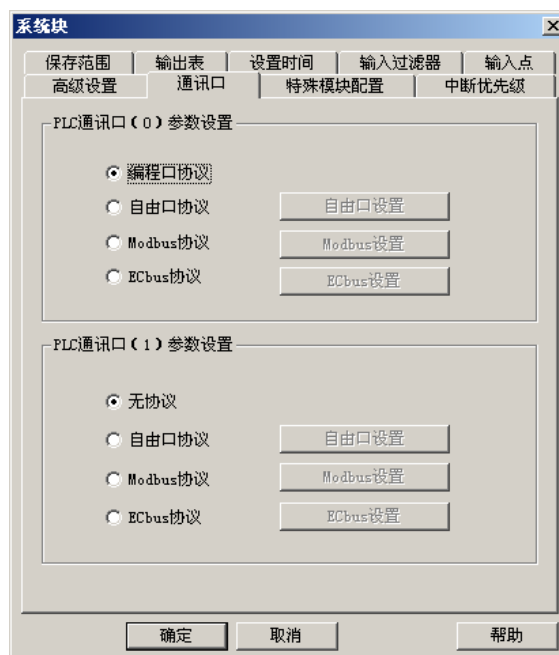 系统块
保存范围 输出表 设置时间 输入过滤器 输入点
高级设置 通讯口 特殊模块配置 中断优先级
PLC通讯口(0)参数设置
编程口协议
自由口协议 自由口设置
Modbus协议 Modbus设置
ECbus协议 ECbus设置
PLC通讯口(1)参数设置
无协议
自由口协议 自由口设置
Modbus协议 Modbus设置
ECbus协议 ECbus设置
确定 取消 帮助